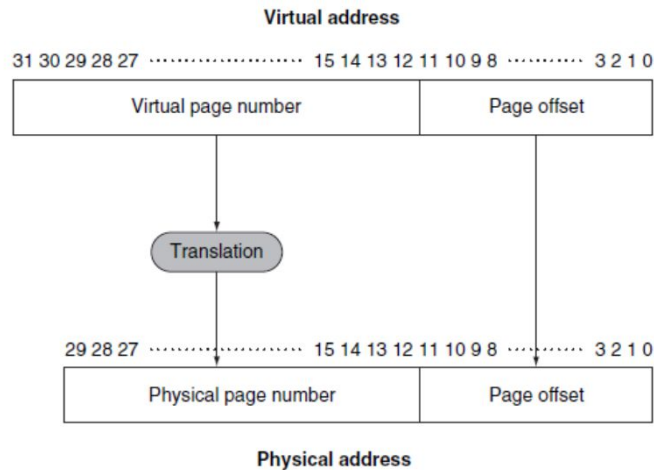 Virtual address
31 30 29 28 27 ···················· 15 14 13 12 11 10 9 8 ·········· 3 2 1 0
Virtual page number Page offset
Translation
29 28 27 ···················· 15 14 13 12 11 10 9 8 ·········· 3 2 1 0
Physical page number Page offset
Physical address